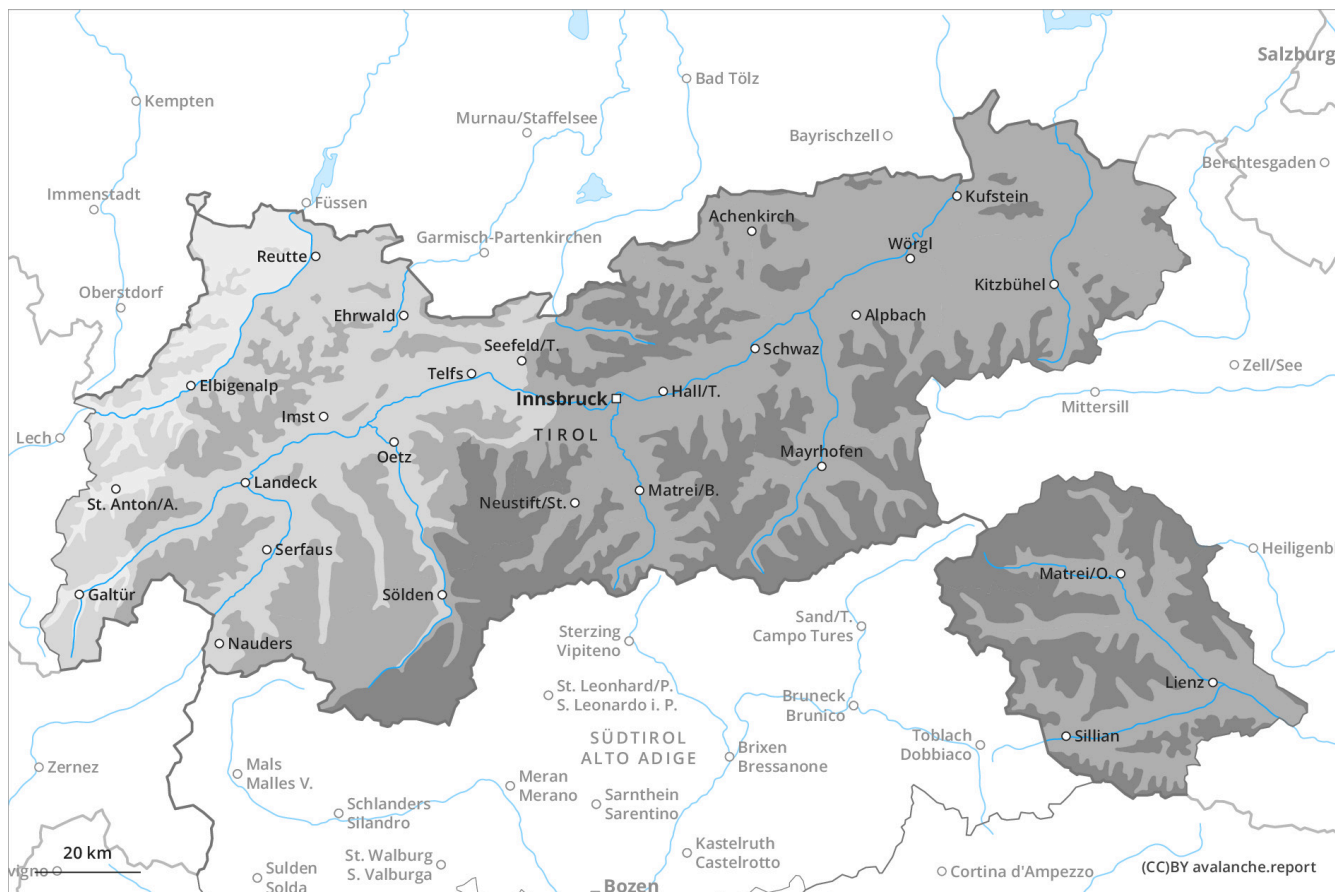 Salzburg
Kempten
Bad Tölz
Murnau/Staffelsee
Bayrischzell
Berchtesgaden
Immenstadt
Füssen
Kufstein
Achenkirch
Garmisch-Partenkirchen
Wörgl
Reutte
Oberstdorf
Kitzbühel
Ehrwald
Alpbach
Seefeld/T.
Schwaz
Zell/See
Telfs
Elbigenalp
Innsbruck
Hall/T.
Mittersill
Imst
TIROL
Lech
Oetz
Mayrhofen
Landeck
St. Anton/A.
Neustift/St.
Matrei/B.
Serfaus
Heiligenb
Matrei/O.
Galtür
Sölden
Sand/T.
Campo Tures
Nauders
Sterzing
Vipiteno
Lienz
St. Leonhard/P.
S. Leonardo i. P.
Bruneck
Brunico
Sillian
SÜDTIROL
ALTO ADIGE
Toblach
Dobbiaco
Zernez
Mals
Malles V.
Brixen
Bressanone
Meran
Merano
Schlanders
Silandro
Sarnthein
Sarentino
20 km
Kastelruth
Castelrotto
St. Walburg
S. Valburga
vigno
Sulden
Solda
Cortina d'Ampezzo
(CC)BY avalanche.report
Bozen